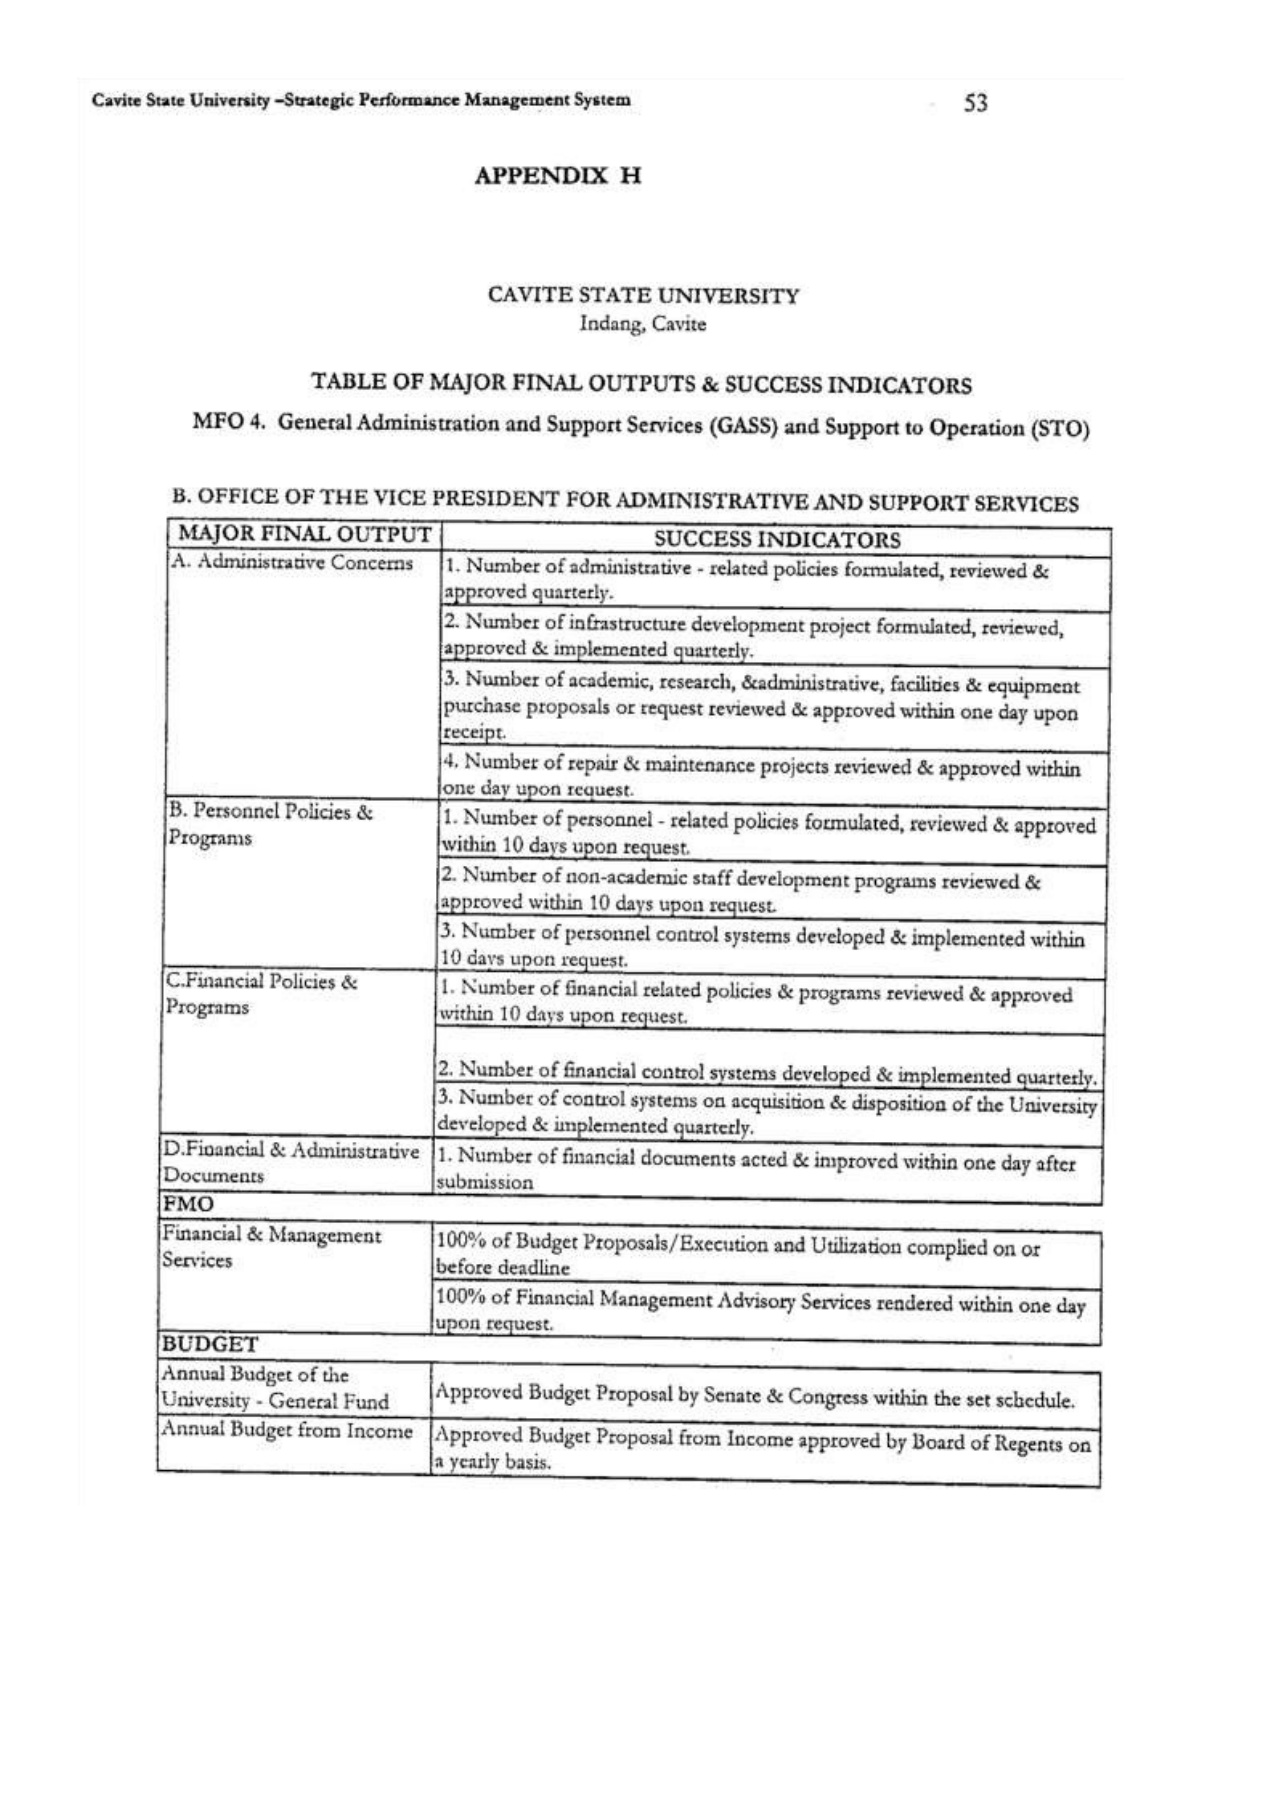 Cavite State University –Strategic Performance Management System 53
APPENDIX H
CAVITE STATE UNIVERSITY
Indang, Cavite
TABLE OF MAJOR FINAL OUTPUTS & SUCCESS INDICATORS
MFO 4. General Administration and Support Services (GASS) and Support to Operation (STO)
B. OFFICE OF THE VICE PRESIDENT FOR ADMINISTRATIVE AND SUPPORT SERVICES
MAJOR FINAL OUTPUT
SUCCESS INDICATORS
A. Administrative Concerns
1. Number of administrative - related policies formulated, reviewed &
approved quarterly.
2. Number of infrastructure development project formulated, reviewed,
approved & implemented quarterly.
3. Number of academic, research, &administrative, facilities & equipment
purchase proposals or request reviewed & approved within one day upon
receipt.
4. Number of repair & maintenance projects reviewed & approved within
one day upon request.
B. Personnel Policies &
Programs
1. Number of personnel - related policies formulated, reviewed & approved
within 10 days upon request.
2. Number of non-academic staff development programs reviewed &
approved within 10 days upon request.
3. Number of personnel control systems developed & implemented within
10 days upon request.
C.Financial Policies &
Programs
1. Number of financial related policies & programs reviewed & approved
within 10 days upon request.
2. Number of financial control systems developed & implemented quarterly.
3. Number of control systems on acquisition & disposition of the University
developed & implemented quarterly.
D.Financial & Administrative
Documents
1. Number of financial documents acted & improved within one day after
submission
FMO
Financial & Management
Services
100% of Budget Proposals/Execution and Utilization complied on or
before deadline
100% of Financial Management Advisory Services rendered within one day
upon request.
BUDGET
Annual Budget of the
University - General Fund
Approved Budget Proposal by Senate & Congress within the set schedule.
Annual Budget from Income
Approved Budget Proposal from Income approved by Board of Regents on
a yearly basis.